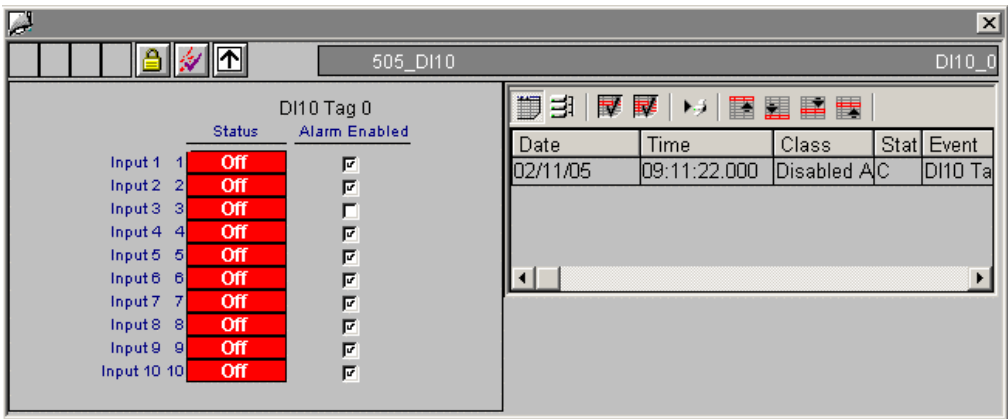 505_DI10 DI10_0
DI10 Tag 0
Status Alarm Enabled
Input 1 1 Off
Input 2 2 Off
Input 3 3 Off
Input 4 4 Off
Input 5 5 Off
Input 6 6 Off
Input 7 7 Off
Input 8 8 Off
Input 9 9 Off
Input 10 10 Off
Date Time Class Stat Event
02/11/05 09:11:22.000 Disabled A C DI10 Ta